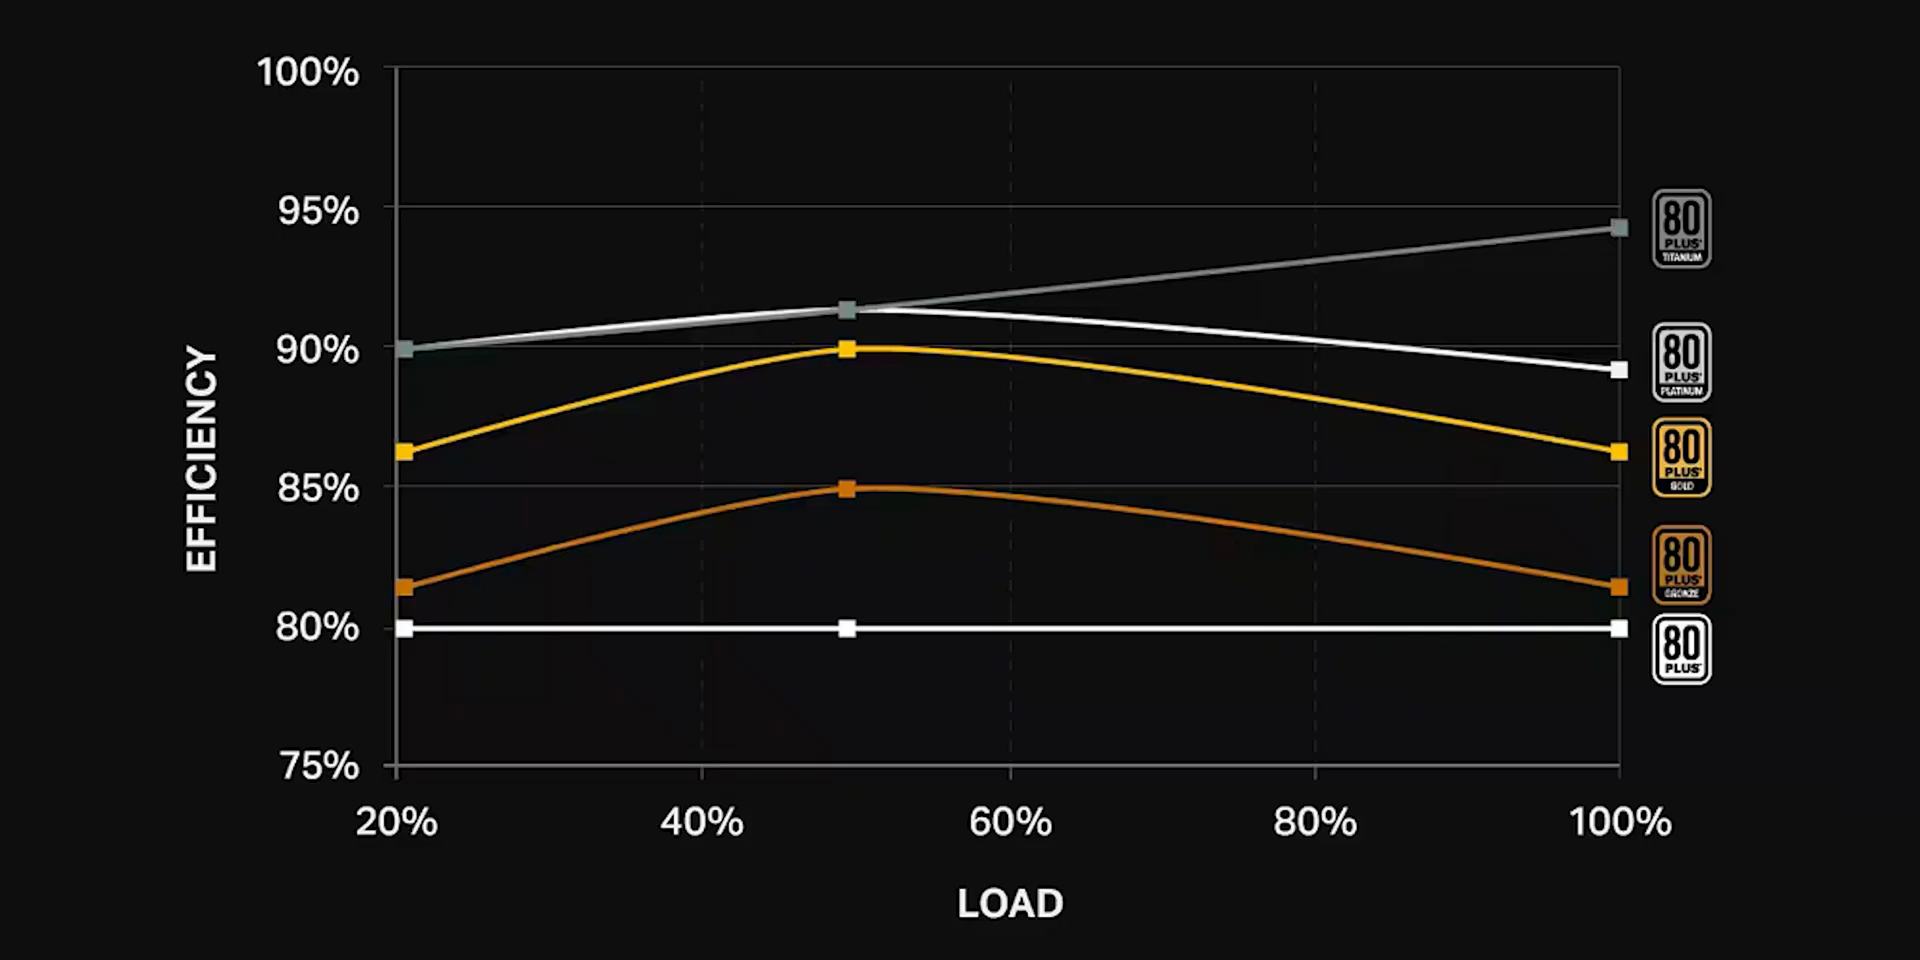 100%
95%
90%
85%
80%
75%
EFFICIENCY
20%
40%
60%
80%
100%
LOAD
80
PLUS
TITANIUM
80
PLUS
PLATINUM
80
PLUS
GOLD
80
PLUS
BRONZE
80
PLUS